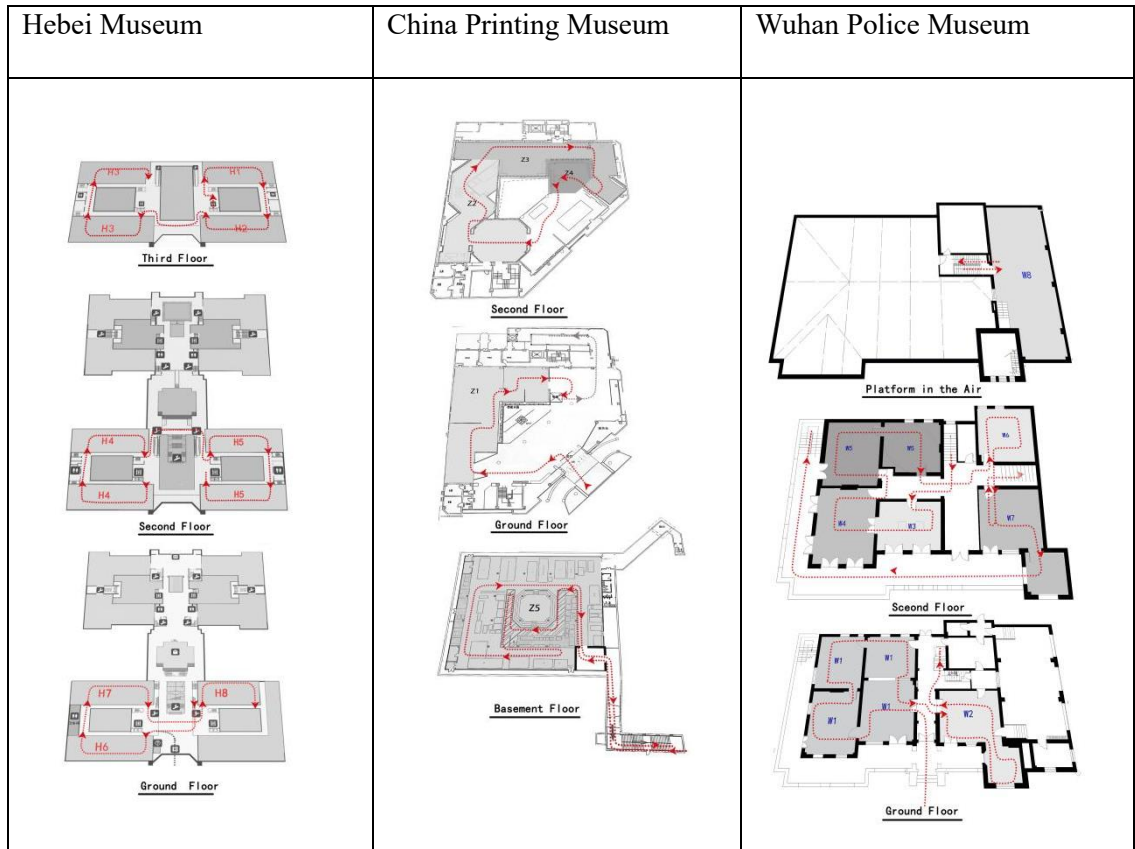 Hebei Museum
China Printing Museum
Wuhan Police Museum
H3
H1
H3
H2
Third Floor
H4
H5
H4
H5
Second Floor
H7
H8
H6
Ground Floor
Z3
Z4
Z2
Second Floor
Z1
Ground Floor
Z5
Basement Floor
W8
Platform in the Air
W5
W5
W6
W4
W3
W7
Sceond Floor
W1
W1
W1
W1
W2
Ground Floor